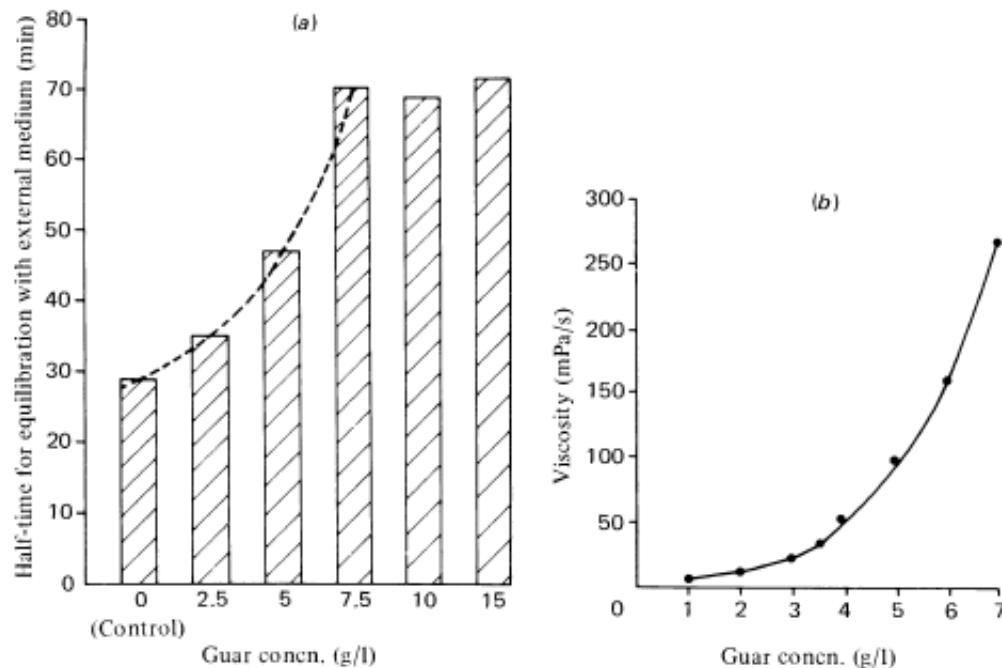 (a)
Half-time for equilibration with external medium (min)
80
70
60
50
40
30
20
10
0
0 2.5 5 7.5 10 15
(Control)
Guar concn. (g/l)
(b)
Viscosity (mPa/s)
300
250
200
150
100
50
0 1 2 3 4 5 6 7
Guar concn. (g/l)